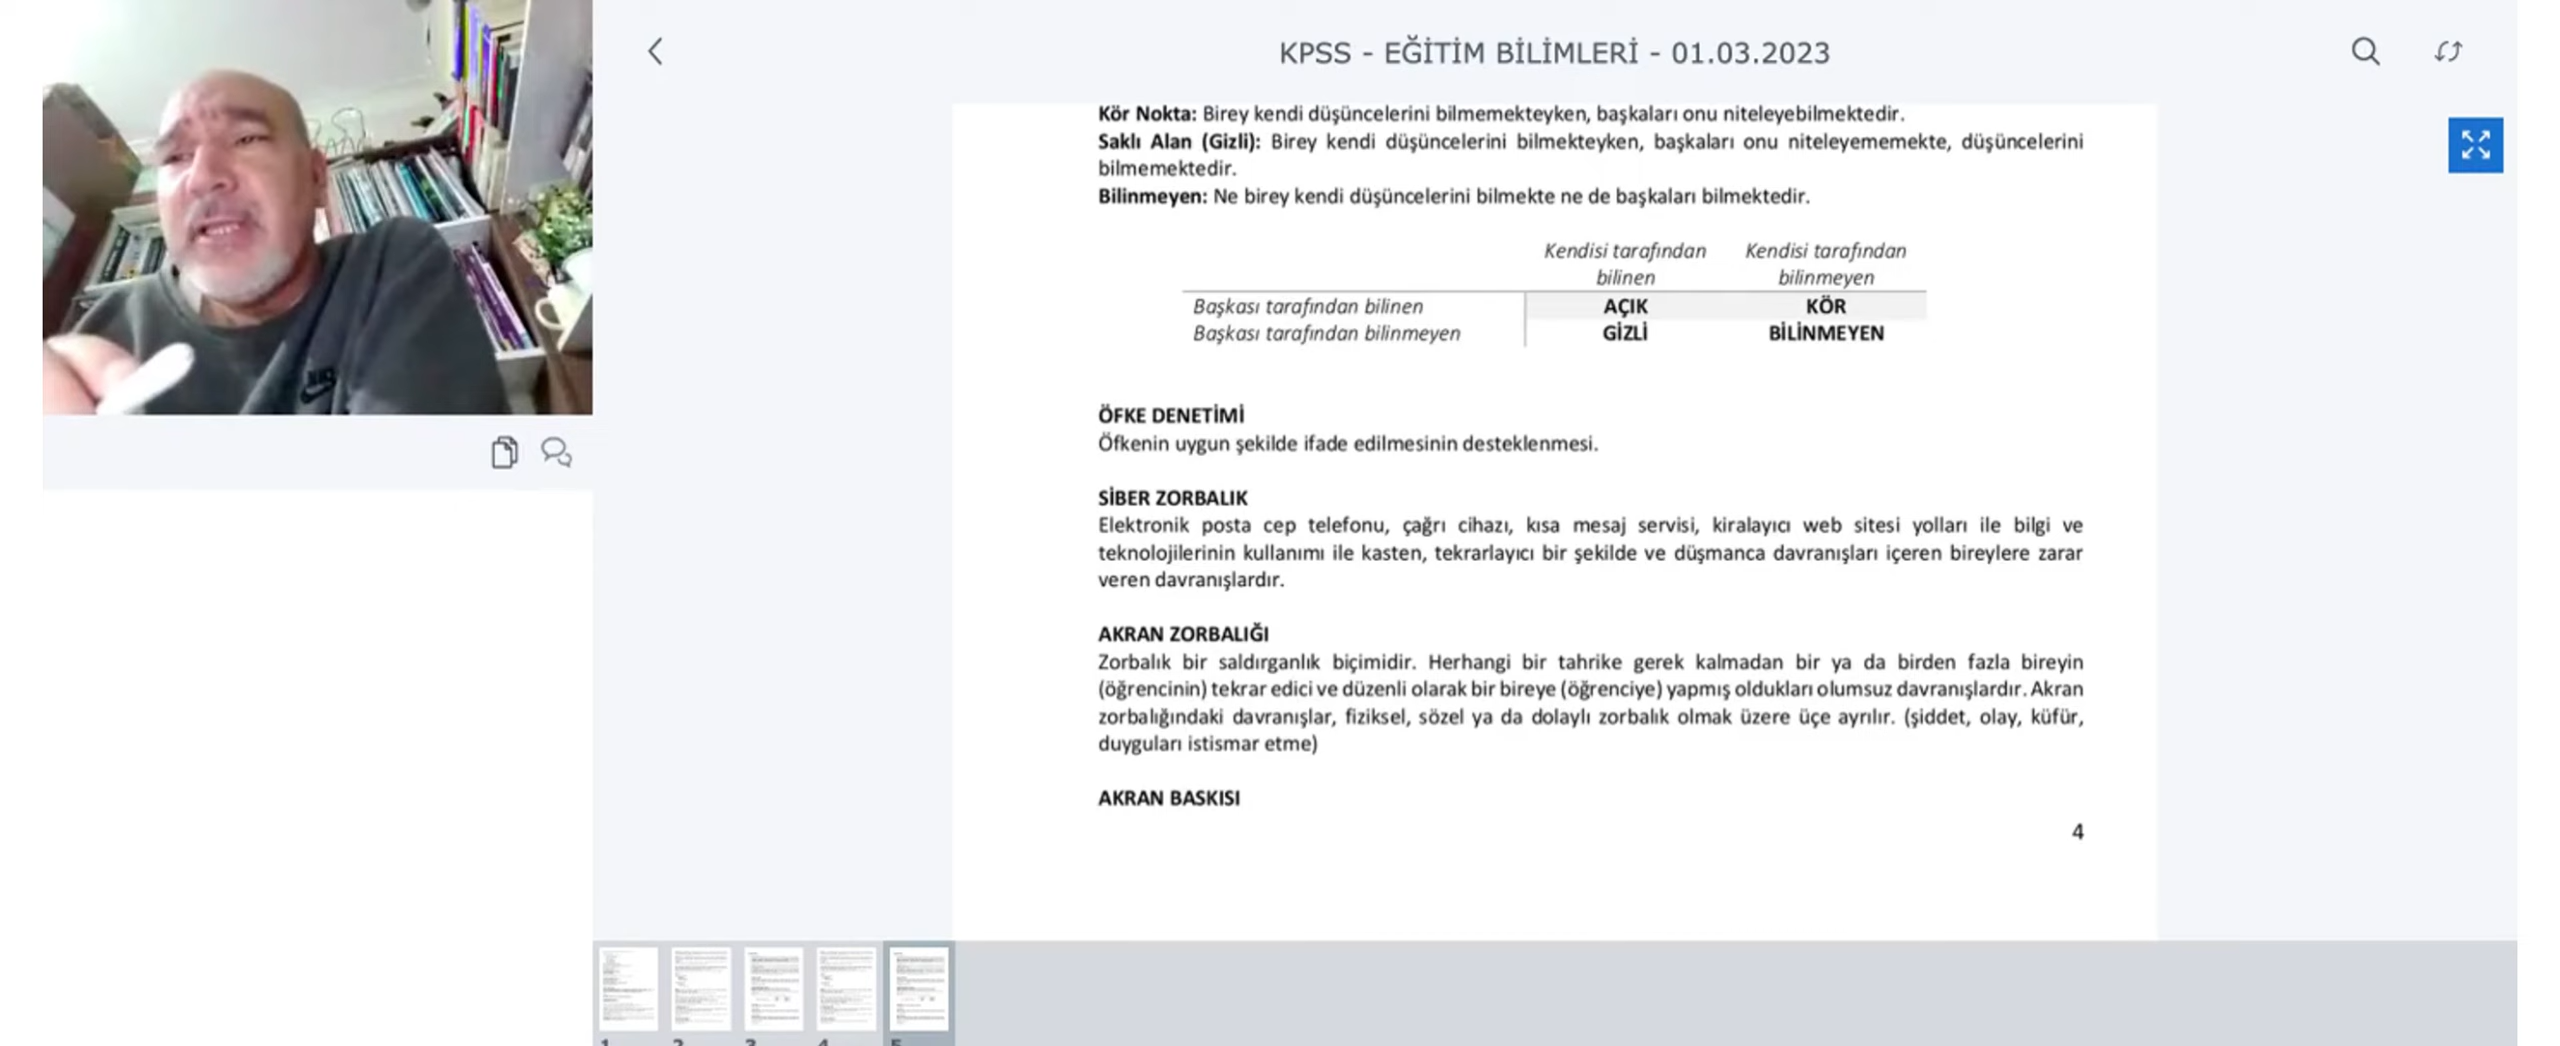 KPSS - EĞİTİM BİLİMLERİ - 01.03.2023
Kör Nokta: Birey kendi düşüncelerini bilmemekteyken, başkaları onu niteleyebilmektedir.
Saklı Alan (Gizli): Birey kendi düşüncelerini bilmekteyken, başkaları onu niteleyememekte, düşüncelerini
bilmemektedir.
Bilinmeyen: Ne birey kendi düşüncelerini bilmekte ne de başkaları bilmektedir.
Kendisi tarafından Kendisi tarafından
bilinen bilinmeyen
Başkası tarafından bilinen AÇIK KÖR
Başkası tarafından bilinmeyen GİZLİ BİLİNMEYEN
ÖFKE DENETİMİ
Öfkenin uygun şekilde ifade edilmesinin desteklenmesi.
SİBER ZORBALIK
Elektronik posta cep telefonu, çağrı cihazı, kısa mesaj servisi, kiralayıcı web sitesi yolları ile bilgi ve
teknolojilerinin kullanımı ile kasten, tekrarlayıcı bir şekilde ve düşmanca davranışları içeren bireylere zarar
veren davranışlardır.
AKRAN ZORBALIĞI
Zorbalık bir saldırganlık biçimidir. Herhangi bir tahrike gerek kalmadan bir ya da birden fazla bireyin
(öğrencinin) tekrar edici ve düzenli olarak bir bireye (öğrenciye) yapmış oldukları olumsuz davranışlardır. Akran
zorbalığındaki davranışlar, fiziksel, sözel ya da dolaylı zorbalık olmak üzere üçe ayrılır. (şiddet, olay, küfür,
duyguları istismar etme)
AKRAN BASKISI
4
1 2 3 4 5